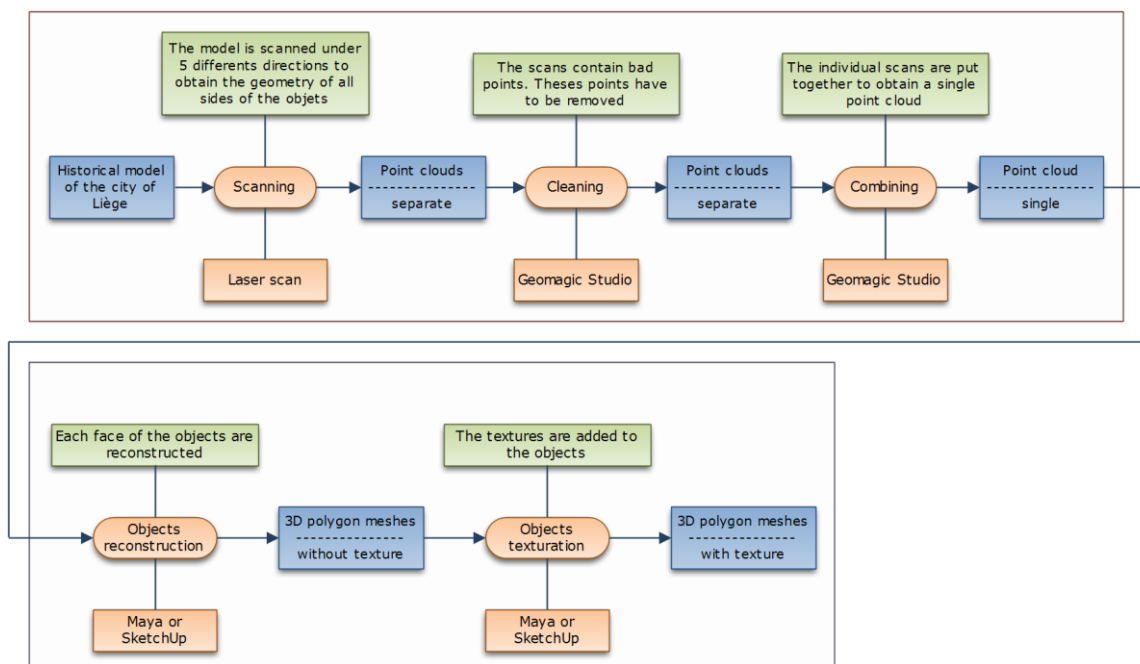 The model is scanned under
5 differents directions to
obtain the geometry of all
sides of the objets
The scans contain bad
points. Theses points have
to be removed
The individual scans are put
together to obtain a single
point cloud
Historical model
of the city of
Liège
Scanning
Point clouds
separate
Cleaning
Point clouds
separate
Combining
Point cloud
single
Laser scan
Geomagic Studio
Geomagic Studio
Each face of the objects are
reconstructed
The textures are added to
the objects
Objects
reconstruction
3D polygon meshes
without texture
Objects
texturation
3D polygon meshes
with texture
Maya or
SketchUp
Maya or
SketchUp